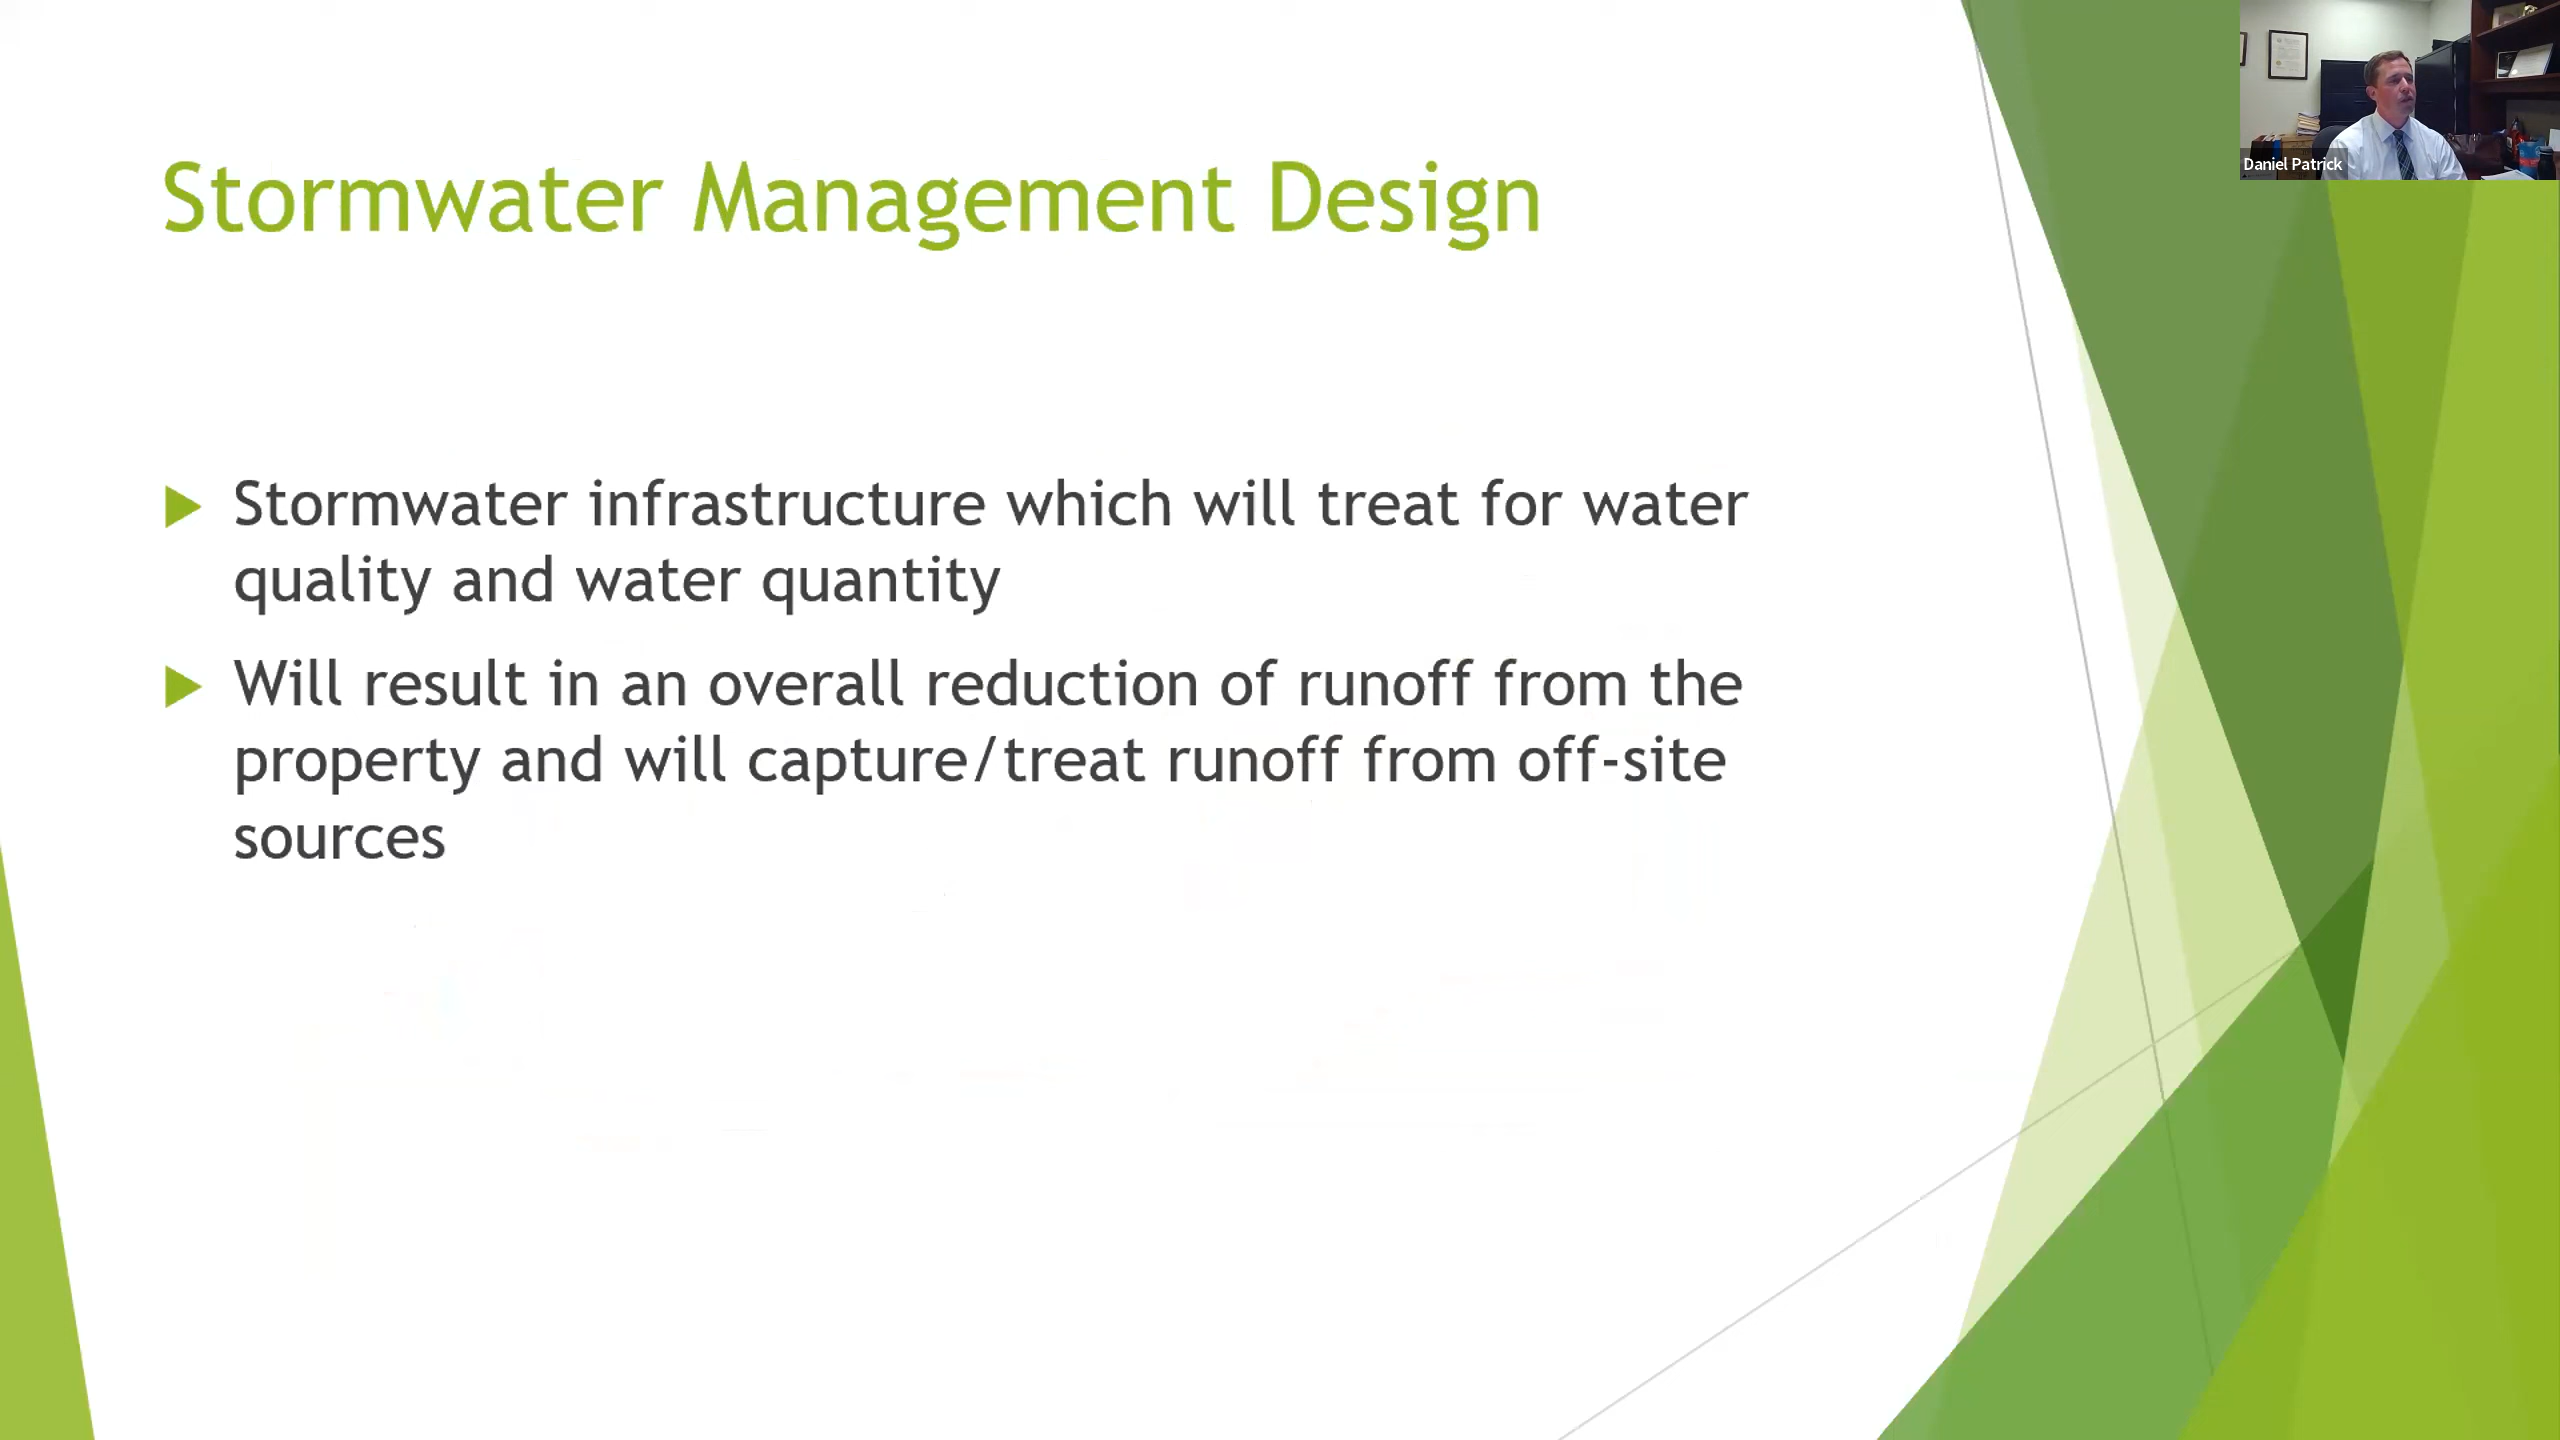 Stormwater Management Design
Stormwater infrastructure which will treat for water
quality and water quantity
Will result in an overall reduction of runoff from the
property and will capture/treat runoff from off-site
sources
Daniel Patrick